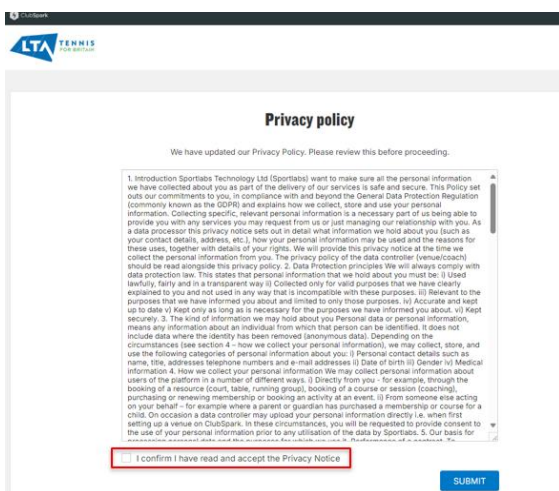 ClubSpark
LTA TENNIS
FOR BRITAIN
Privacy policy
We have updated our Privacy Policy. Please review this before proceeding.
1. Introduction Sportlabs Technology Ltd (Sportlabs) want to make sure all the personal information
we have collected about you as part of the delivery of our services is safe and secure. This Policy set
outs our commitments to you, in compliance with and beyond the General Data Protection Regulation
(commonly known as the GDPR) and explains how we collect, store and use your personal
information. Collecting specific, relevant personal information is a necessary part of us being able to
provide you with any services you may request from us or just managing our relationship with you. As
a data processor this privacy notice sets out in detail what information we hold about you (such as
your contact details, address, etc.), how your personal information may be used and the reasons for
these uses, together with details of your rights. We will provide this privacy notice at the time we
collect the personal information from you. The privacy policy of the data controller (venue/coach)
should be read alongside this privacy policy. 2. Data Protection principles We will always comply with
data protection law. This states that personal information that we hold about you must be: i) Used
lawfully, fairly and in a transparent way ii) Collected only for valid purposes that we have clearly
explained to you and not used in any way that is incompatible with these purposes. iii) Relevant to the
purposes that we have informed you about and limited to only those purposes. iv) Accurate and kept
up to date v) Kept only as long as is necessary for the purposes we have informed you about. vi) Kept
securely. 3. The kind of information we may hold about you Personal data or personal information,
means any information about an individual from which that person can be identified. It does not
include data where the identity has been removed (anonymous data). Depending on the
circumstances (see section 4 – how we collect your personal information), we may collect, store, and
use the following categories of personal information about you: i) Personal contact details such as
name, title, addresses telephone numbers and e-mail addresses ii) Date of birth iii) Gender iv) Medical
information 4. How we collect your personal information We may collect personal information about
users of the platform in a number of different ways. i) Directly from you - for example, through the
booking of a resource (court, table, running group), booking of a course or session (coaching),
purchasing or renewing membership or booking an activity at an event. ii) From someone else acting
on your behalf – for example where a parent or guardian has purchased a membership or course for a
child. On occasion a data controller may upload your personal information directly i.e. when first
setting up a venue on ClubSpark. In these circumstances, you will be requested to provide consent to
the use of your personal information prior to any utilisation of the data by Sportlabs. 5. Our basis for
processing personal data and the purposes for which we use it. Performance of a contract. To
I confirm I have read and accept the Privacy Notice
SUBMIT